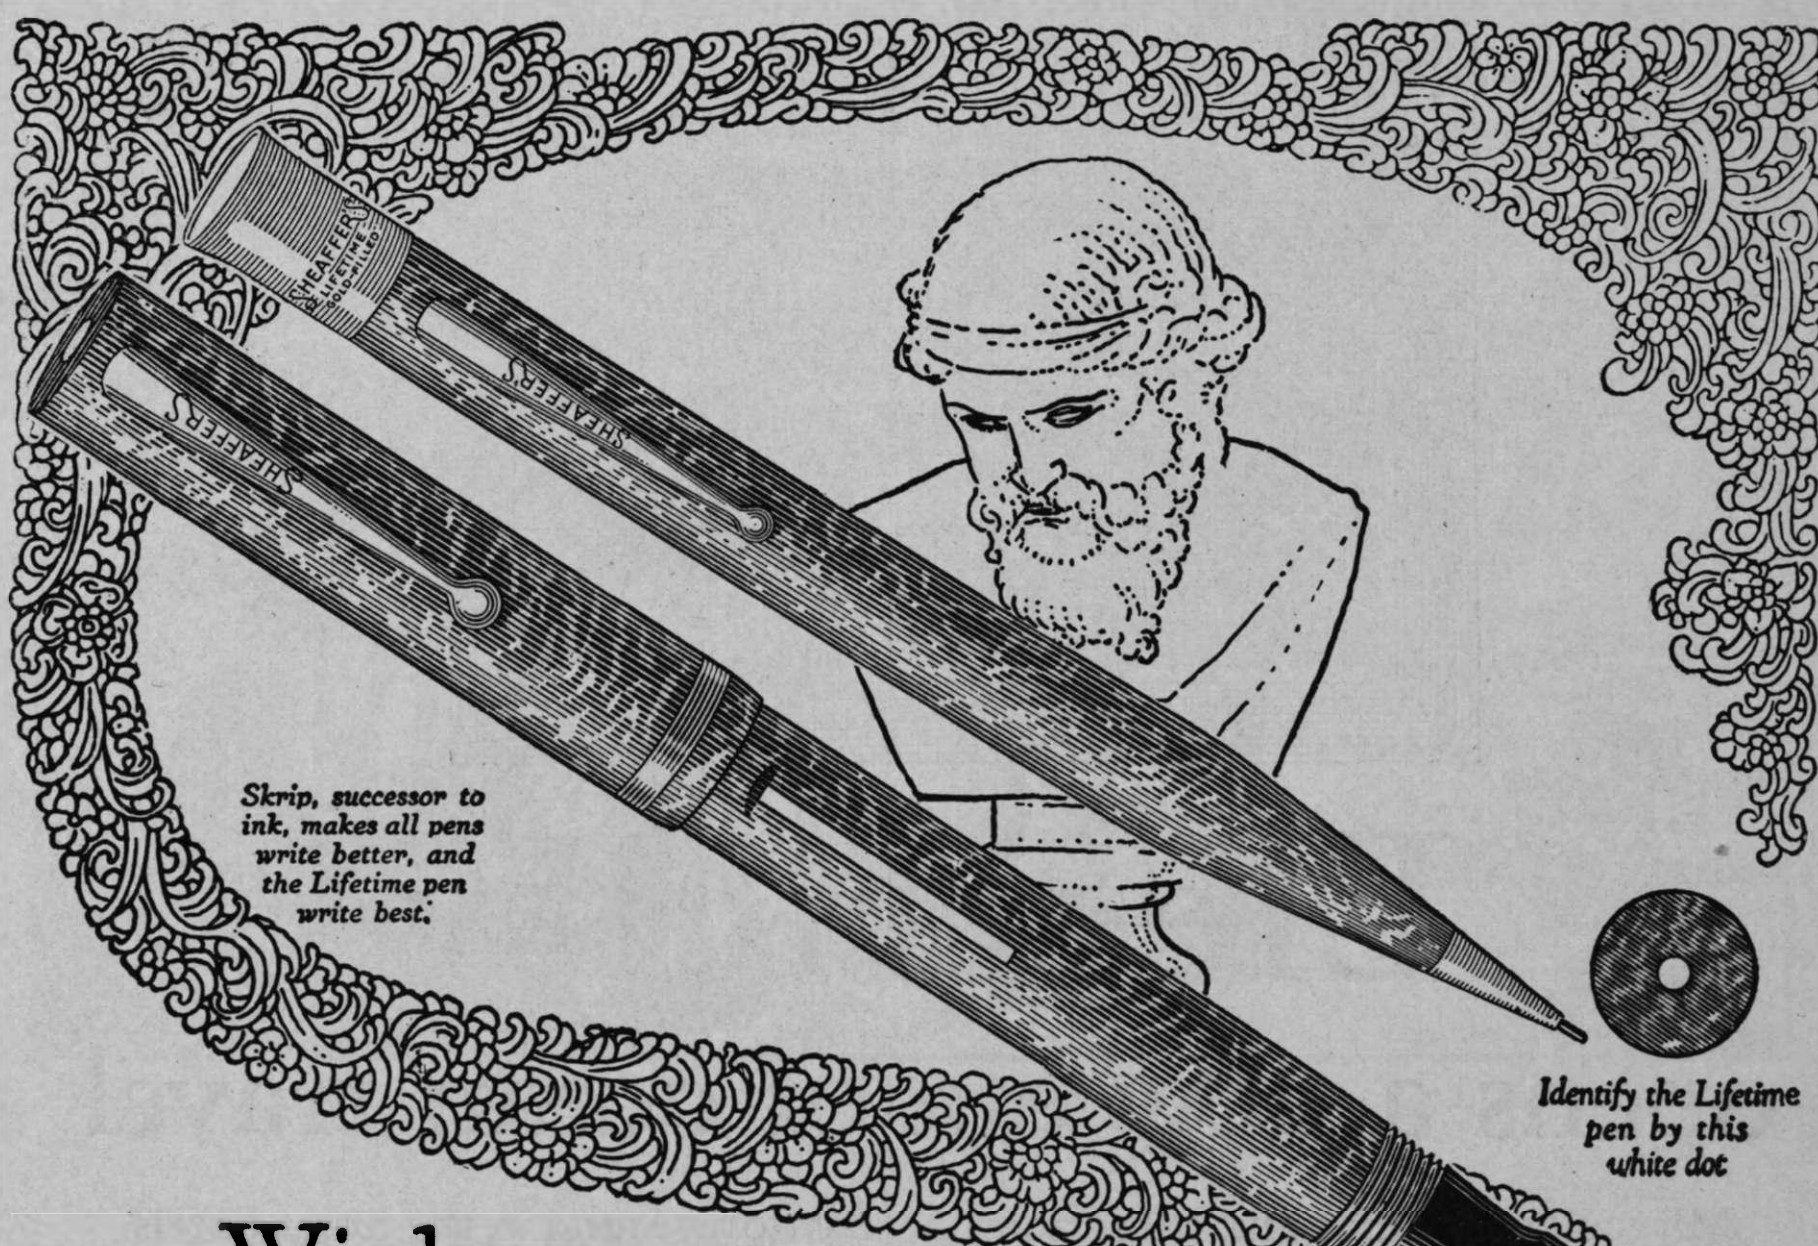 SHEAFFER'S
LIFETIME
GOLD-FILLED
SHEAFFER'S
SHEAFFER'S
Skrip, successor to
ink, makes all pens
write better, and
the Lifetime pen
write best.
Identify the Lifetime
pen by this
white dot